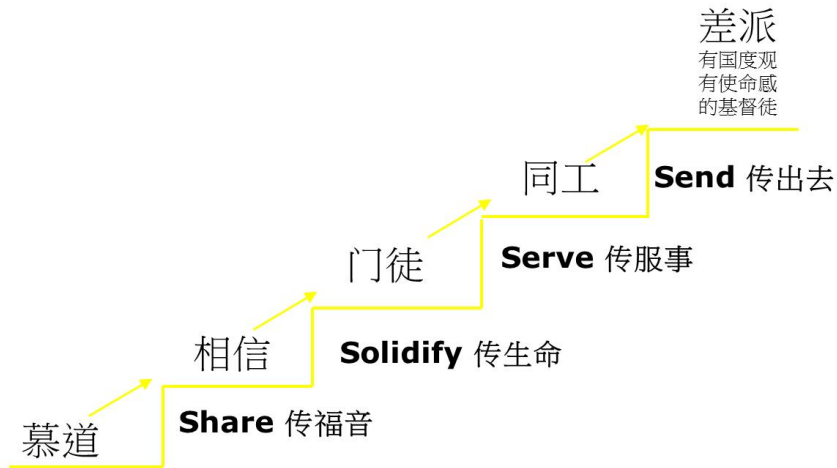 差派
有国度观
有使命感
的基督徒
同工
Send 传出去
门徒
Serve 传服事
相信
Solidify 传生命
慕道
Share 传福音